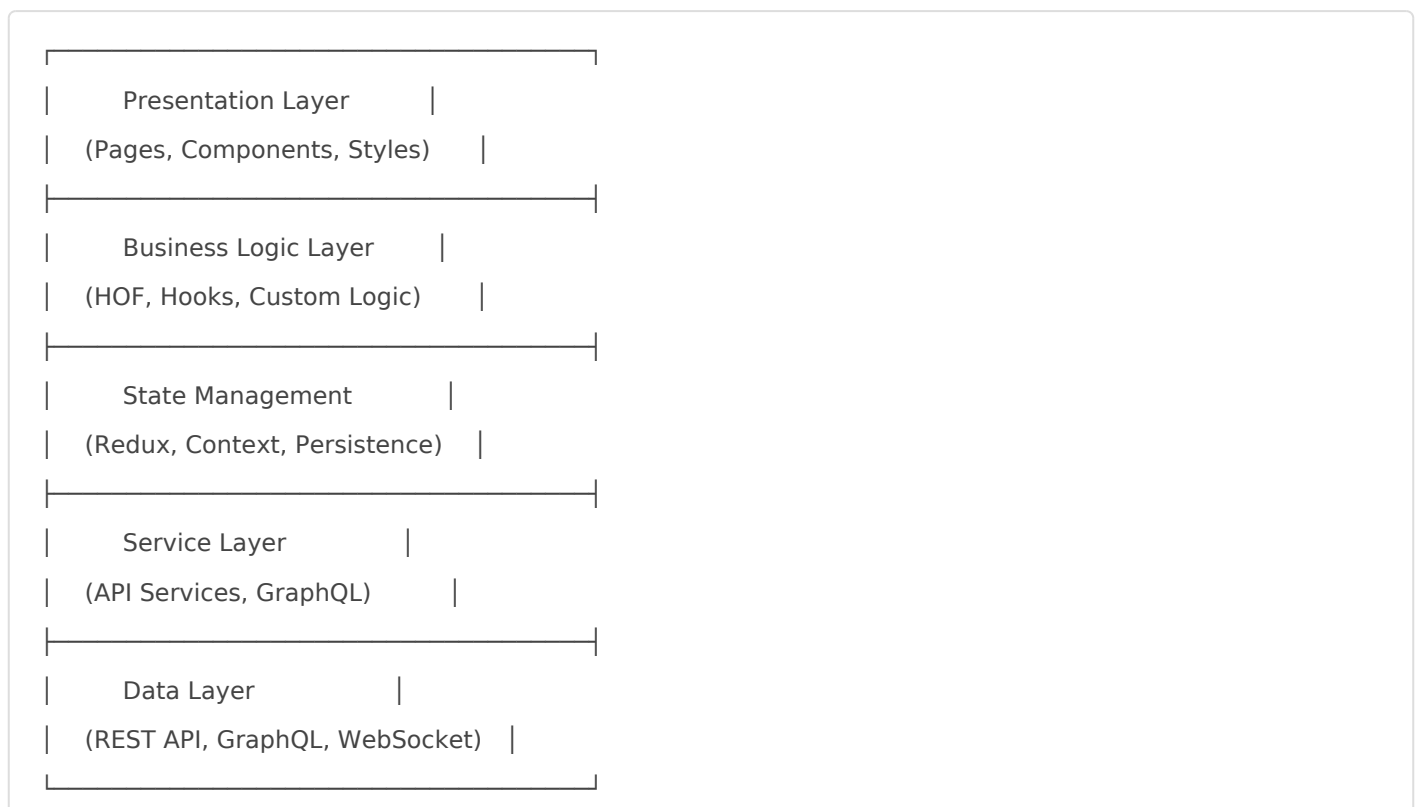 Presentation Layer
(Pages, Components, Styles)
Business Logic Layer
(HOF, Hooks, Custom Logic)
State Management
(Redux, Context, Persistence)
Service Layer
(API Services, GraphQL)
Data Layer
(REST API, GraphQL, WebSocket)